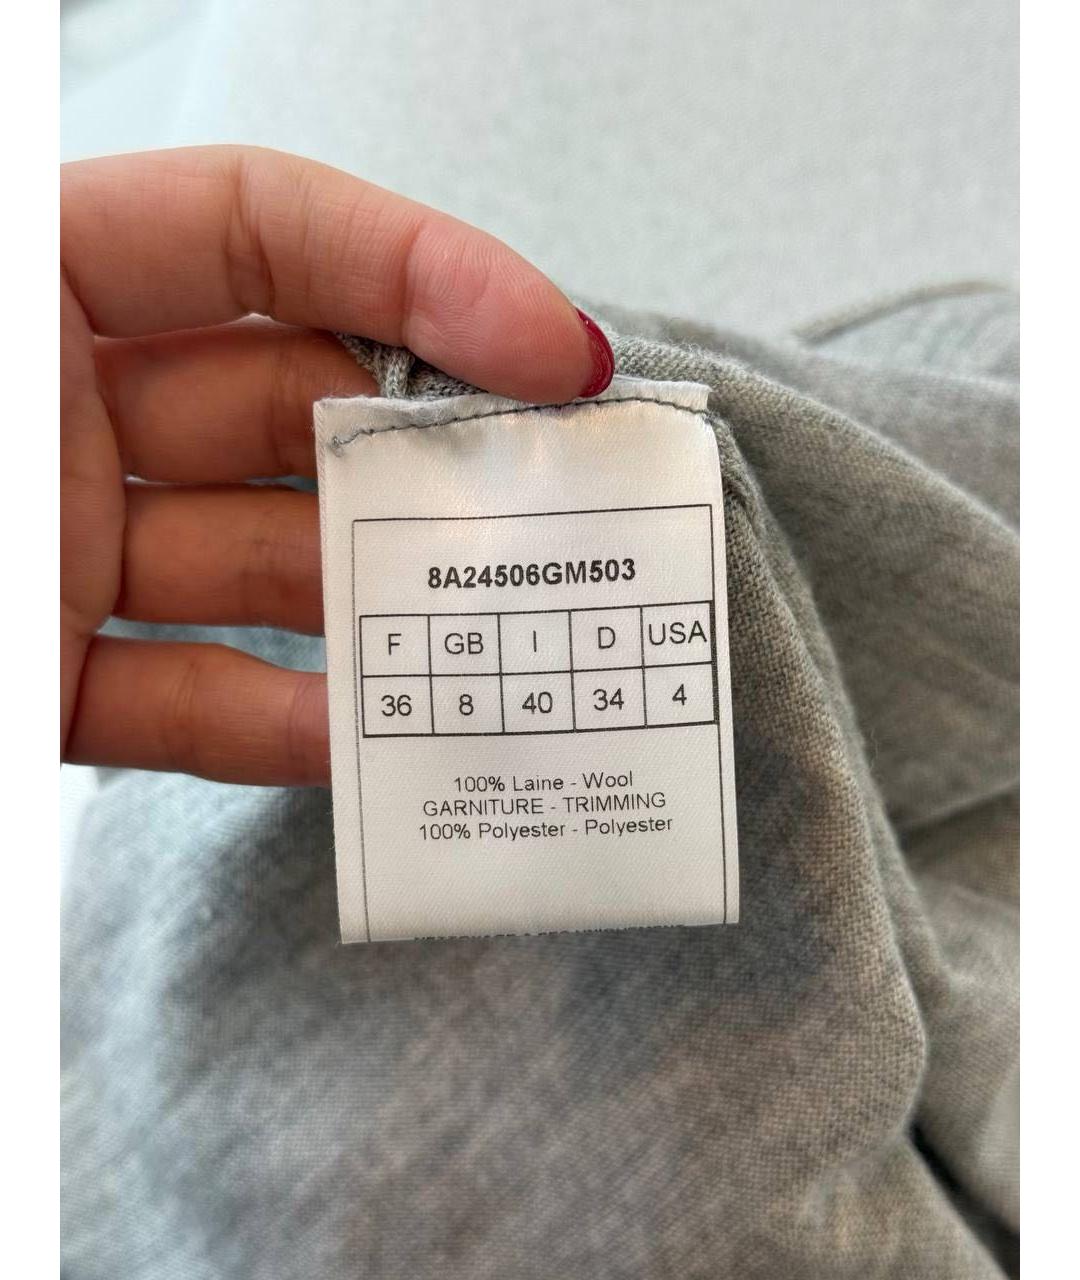 8A24506GM503
F GB I D USA
36 8 40 34 4
100% Laine - Wool
GARNITURE - TRIMMING
100% Polyester - Polyester